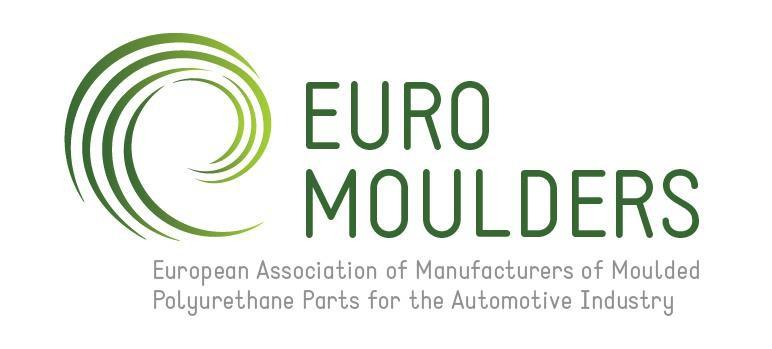 EURO
MOULDERS
European Association of Manufacturers of Moulded
Polyurethane Parts for the Automotive Industry